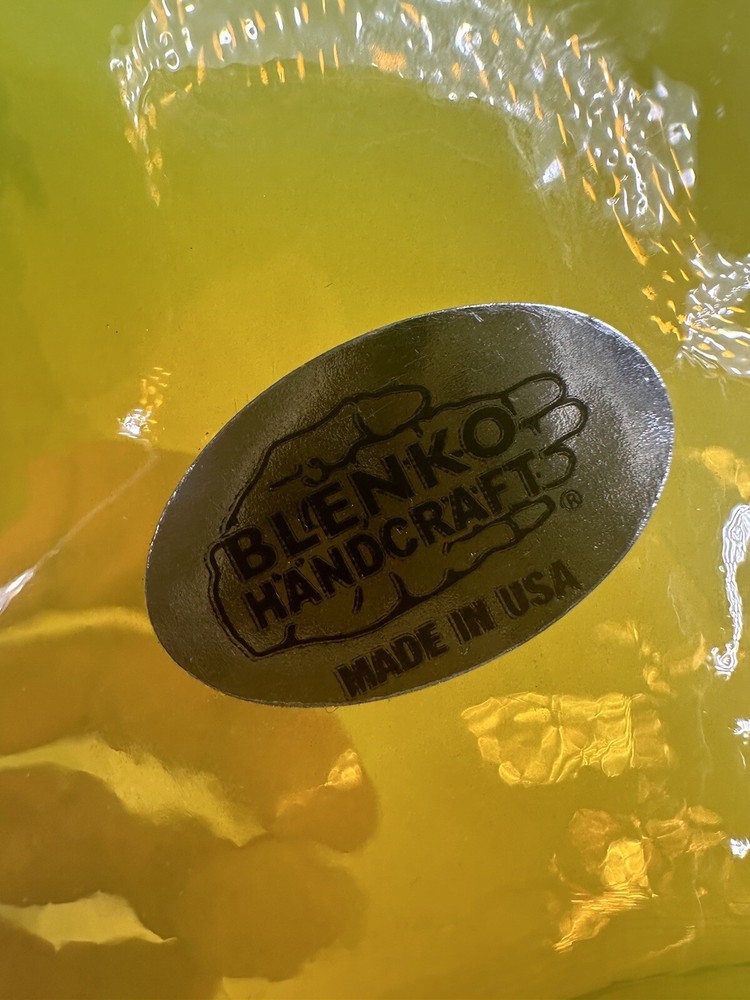 BLENKO
HANDCRAFT
®
MADE IN USA